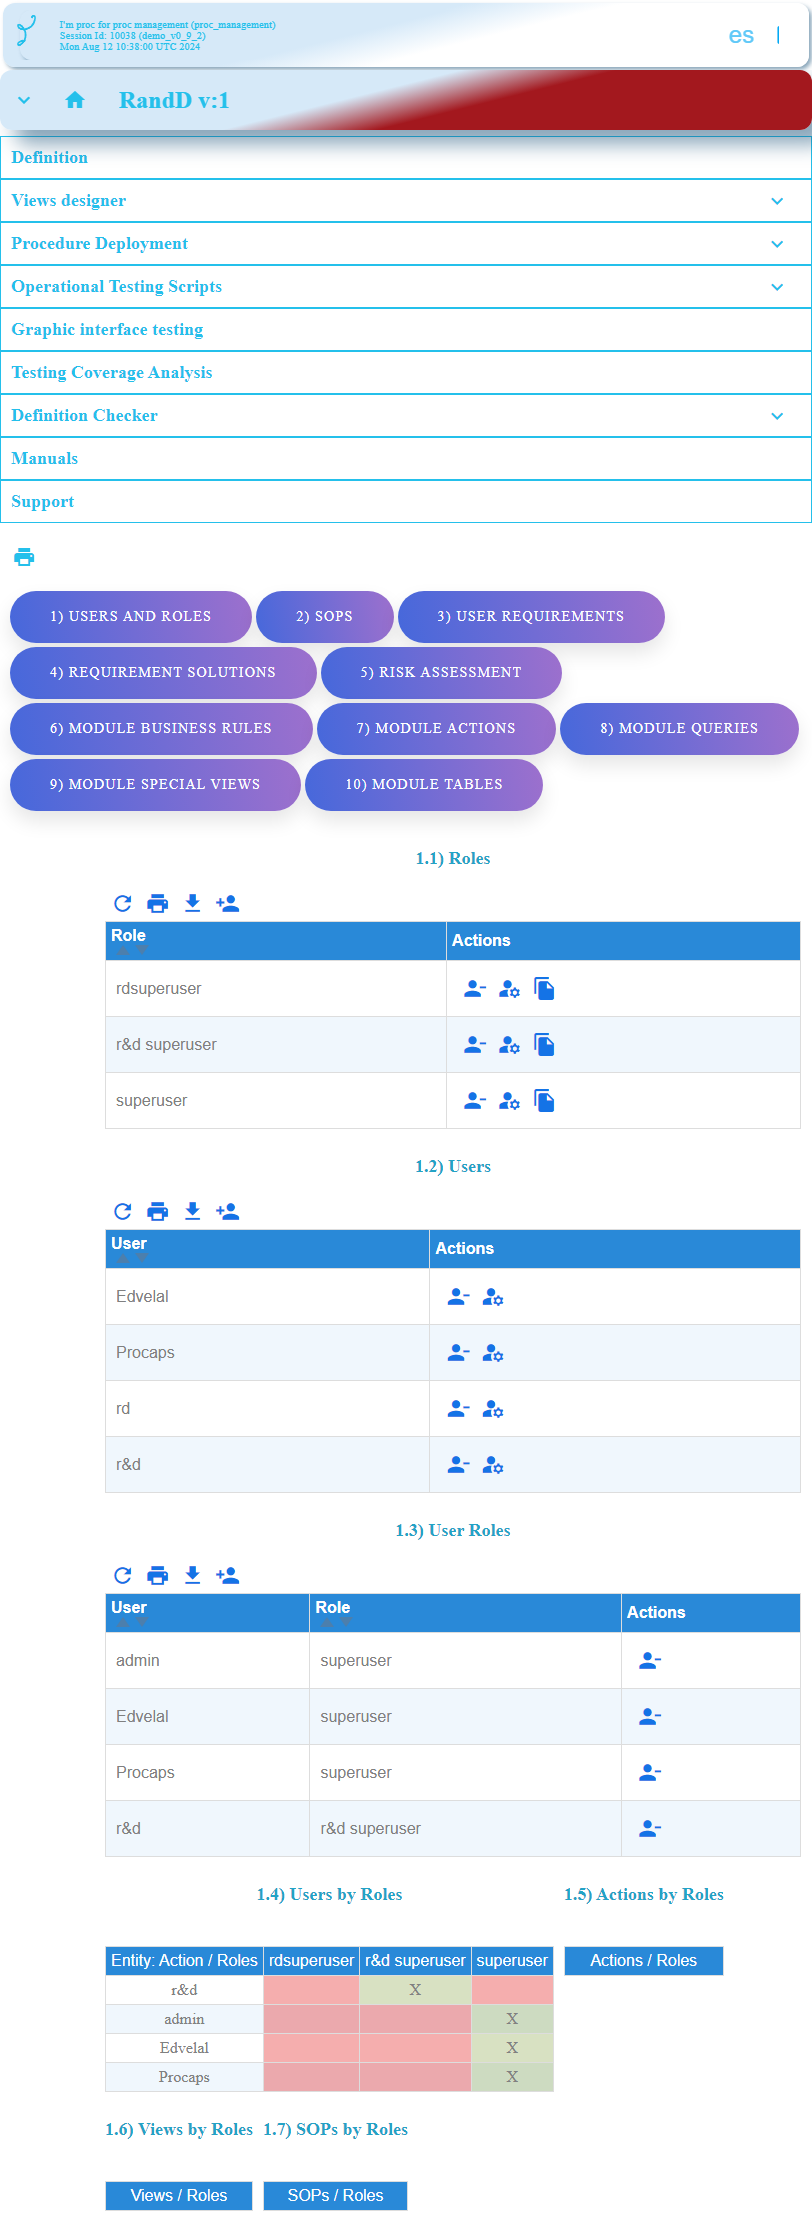 I'm proc for proc management (proc_management)
Session Id: 10038 (demo_v0_9_2)
Mon Aug 12 10:38:00 UTC 2024
es
RandD v:1
Definition
Views designer
Procedure Deployment
Operational Testing Scripts
Graphic interface testing
Testing Coverage Analysis
Definition Checker
Manuals
Support
1) USERS AND ROLES 2) SOPS 3) USER REQUIREMENTS
4) REQUIREMENT SOLUTIONS 5) RISK ASSESSMENT
6) MODULE BUSINESS RULES 7) MODULE ACTIONS 8) MODULE QUERIES
9) MODULE SPECIAL VIEWS 10) MODULE TABLES
1.1) Roles
Role Actions
rdsuperuser
r&d superuser
superuser
1.2) Users
User Actions
Edvelal
Procaps
rd
r&d
1.3) User Roles
User Role Actions
admin superuser
Edvelal superuser
Procaps superuser
r&d r&d superuser
1.4) Users by Roles 1.5) Actions by Roles
Entity: Action / Roles rdsuperuser r&d superuser superuser Actions / Roles
r&d X
admin X
Edvelal X
Procaps X
1.6) Views by Roles 1.7) SOPs by Roles
Views / Roles SOPs / Roles